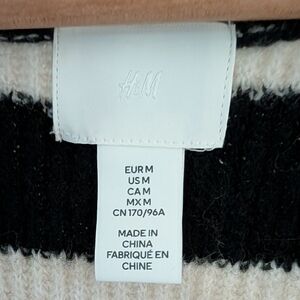 H&M
EUR M
US M
CA M
MX M
CN 170/96A
MADE IN
CHINA
FABRIQUÉ EN
CHINE